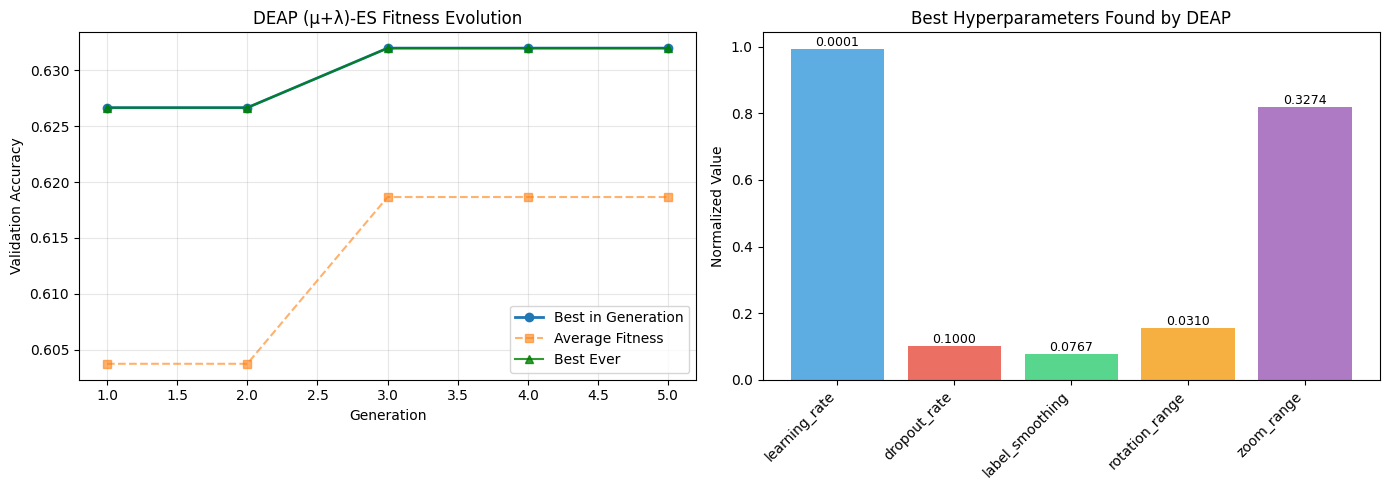 DEAP (μ+λ)-ES Fitness Evolution
Validation Accuracy
0.630
0.625
0.620
0.615
0.610
0.605
1.0 1.5 2.0 2.5 3.0 3.5 4.0 4.5 5.0
Generation
Best in Generation
Average Fitness
Best Ever
Best Hyperparameters Found by DEAP
Normalized Value
1.0
0.8
0.6
0.4
0.2
0.0
0.0001
0.1000
0.0767
0.0310
0.3274
learning_rate
dropout_rate
label_smoothing
rotation_range
zoom_range